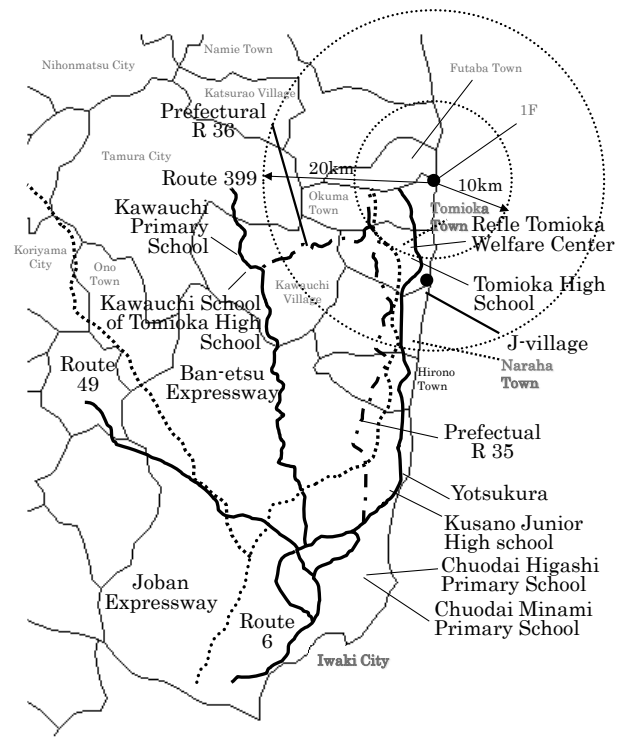 Namie Town
Nihonmatsu City
Futaba Town
Katsurao Village
Prefectural
R 36
1F
Tamura City
20km
Route 399
10km
Okuma
Town
Tomioka
Town
Refle Tomioka
Welfare Center
Kawauchi
Primary
School
Koriyama
City
Ono
Town
Kawauchi
Village
Tomioka High
School
Kawauchi School
of Tomioka High
School
J-village
Route
49
Ban-etsu
Expressway
Hirono
Town
Naraha
Town
Prefectual
R 35
Yotsukura
Kusano Junior
High school
Chuodai Higashi
Primary School
Joban
Expressway
Chuodai Minami
Primary School
Route
6
Iwaki City